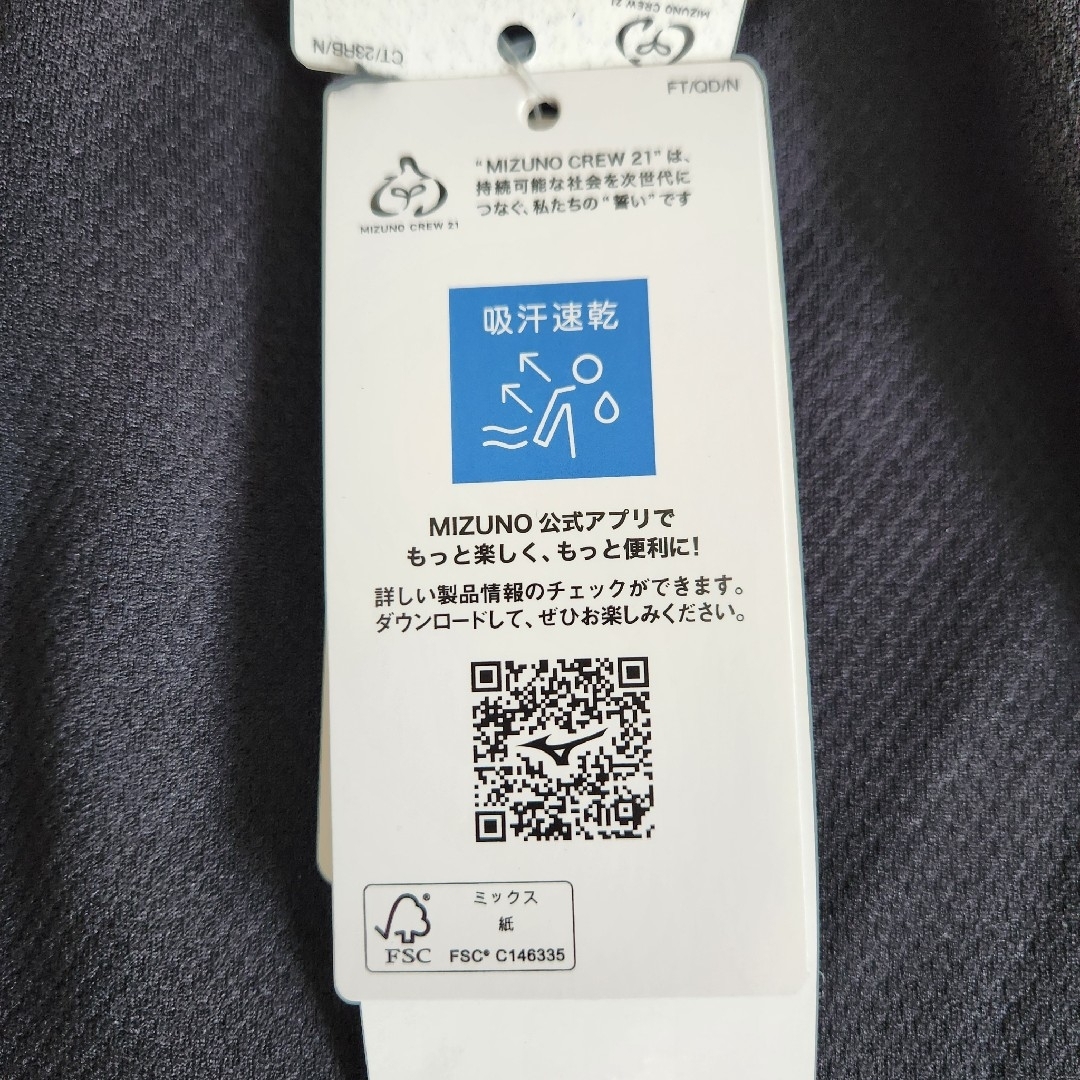 CT/23RB/N
MIZUNO CREW 21
FT/QD/N
“MIZUNO CREW 21”は、
持続可能な社会を次世代に
つなぐ、私たちの“誓い”です
MIZUNO CREW 21
吸汗速乾
MIZUNO 公式アプリで
もっと楽しく、もっと便利に!
詳しい製品情報のチェックができます。
ダウンロードして、ぜひお楽しみください。
ミックス
紙
FSC® C146335
FSC